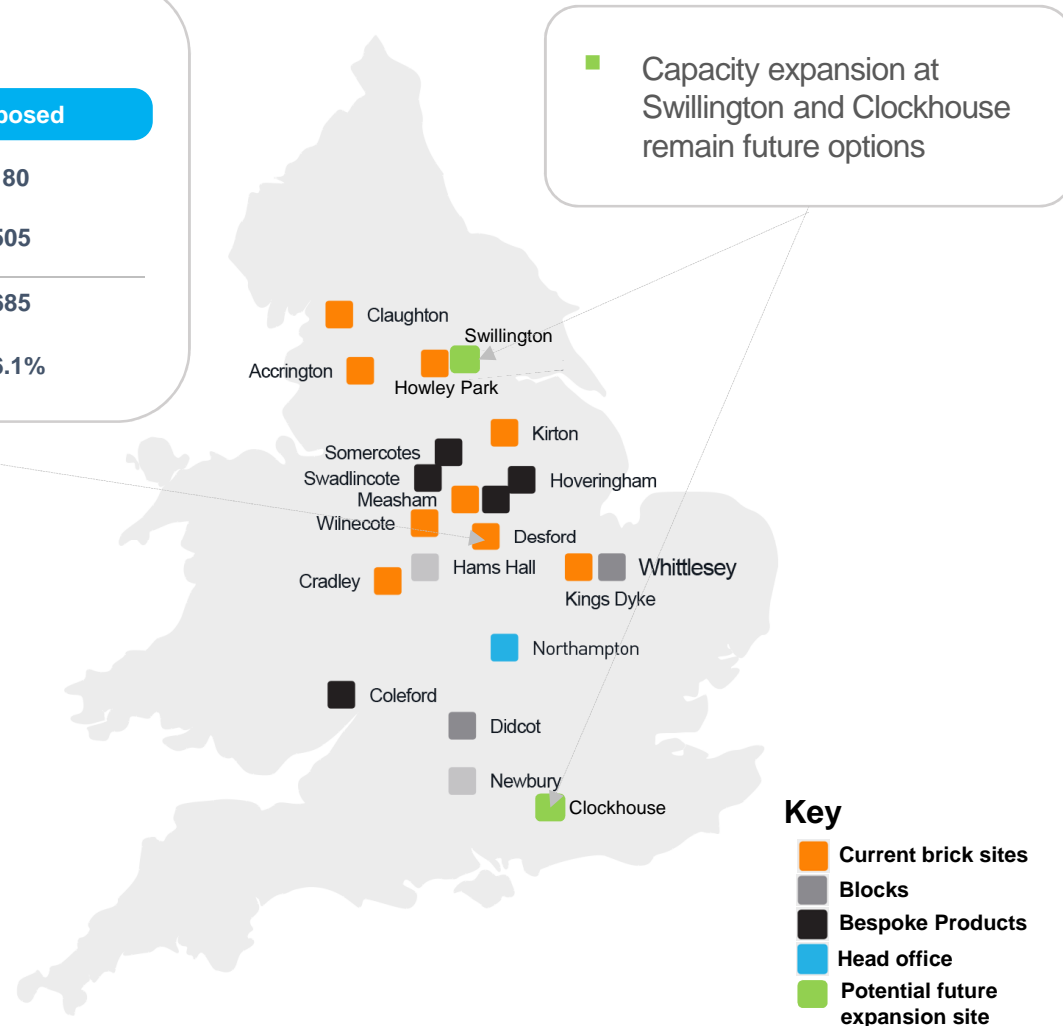 posed
80
505
685
Capacity expansion at
Swillington and Clockhouse
remain future options
Claughton
Swillington
Accrington
Howley Park
Kirton
Somercotes
Swadlincote
Hoveringham
Measham
Wilnecote
Desford
Hams Hall
Whittlesey
Cradley
Kings Dyke
Northampton
Coleford
Didcot
Newbury
Clockhouse
Key
Current brick sites
Blocks
Bespoke Products
Head office
Potential future
expansion site